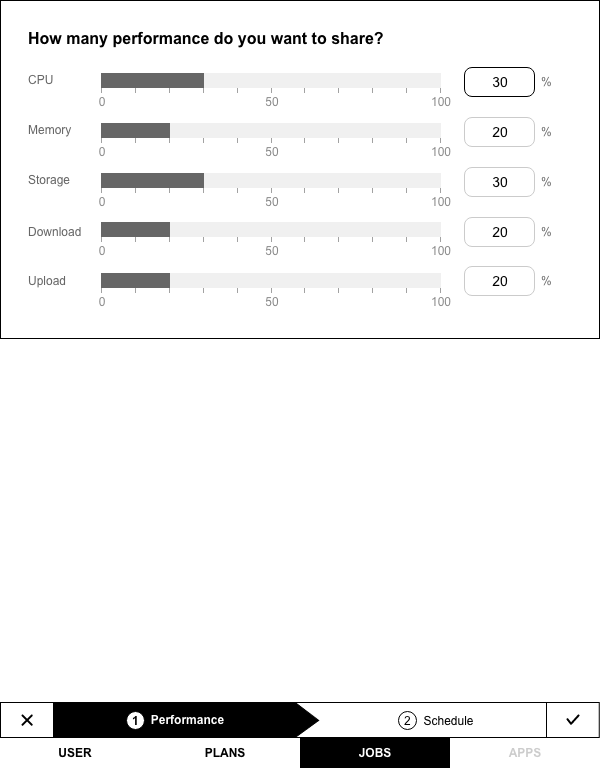 How many performance do you want to share?
CPU 30 %
0 50 100
Memory 20 %
0 50 100
Storage 30 %
0 50 100
Download 20 %
0 50 100
Upload 20 %
0 50 100
1 Performance 2 Schedule
USER PLANS JOBS APPS